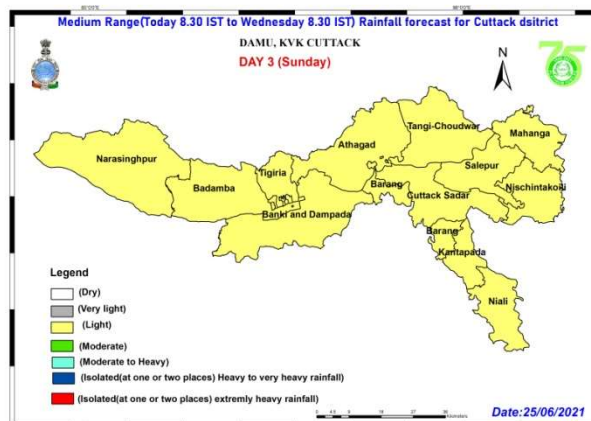 Medium Range(Today 8.30 IST to Wednesday 8.30 IST) Rainfall forecast for Cuttack dsitrict
DAMU, KVK CUTTACK
DAY 3 (Sunday)
N
75
Tangi-Choudwar
Mahanga
Athagad
Narasinghpur
Salepur
Tigiria
Badamba
Barang
Nischintakoili
Cuttack Sadar
Banki and Dampada
Barang
Kantapada
Niali
Legend
(Dry)
(Very light)
(Light)
(Moderate)
(Moderate to Heavy)
(Isolated(at one or two places) Heavy to very heavy rainfall)
(Isolated(at one or two places) extremly heavy rainfall)
Date:25/06/2021